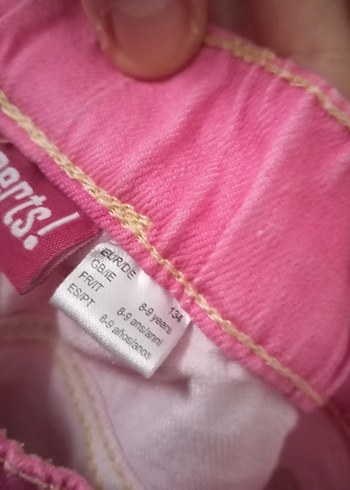 perts!
EUR/DE 134
GB/IE 8-9 years
FR/IT 8-9 ans/anni
ES/PT 8-9 años/anos